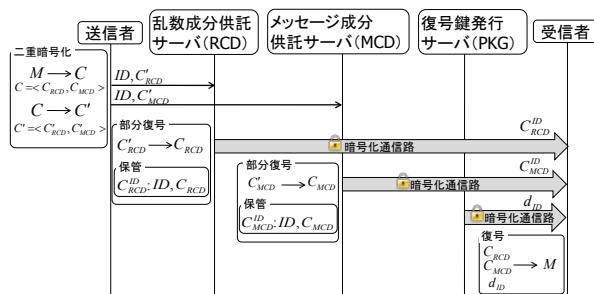 送信者
乱数成分供託
サーバ(RCD)
メッセージ成分
供託サーバ(MCD)
復号鍵発行
サーバ(PKG)
受信者
二重暗号化
M → C
C =< C_RCD, C_MCD >
C → C'
C' =< C'_RCD, C'_MCD >
ID, C'_RCD
ID, C'_MCD
部分復号
C'_RCD → C_RCD
保管
C^ID_RCD: ID, C_RCD
C^ID_RCD
暗号化通信路
部分復号
C'_MCD → C_MCD
保管
C^ID_MCD: ID, C_MCD
C^ID_MCD
暗号化通信路
d_ID
暗号化通信路
復号
C_RCD
C_MCD → M
d_ID